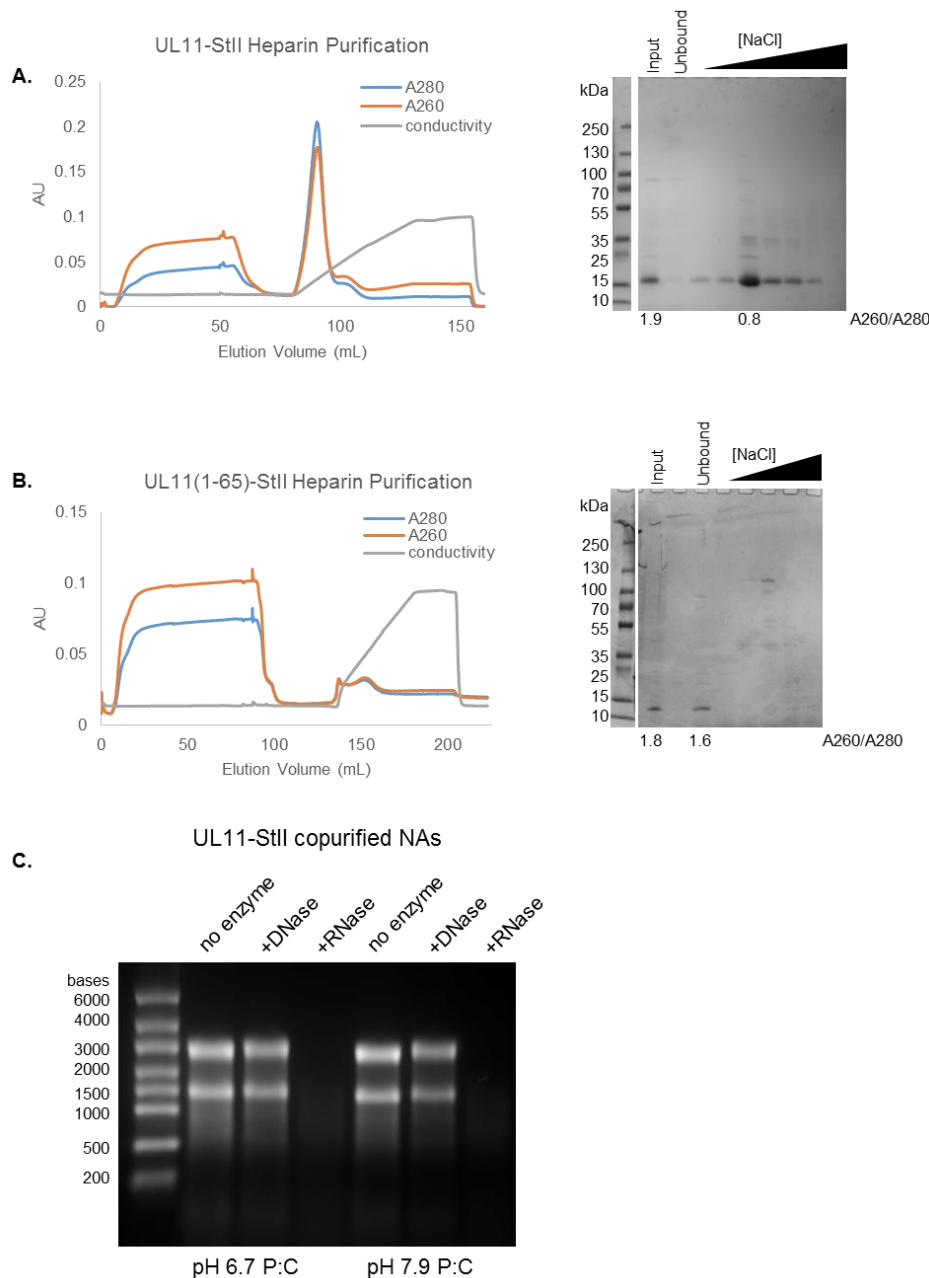 A.
UL11-StII Heparin Purification
0.25
0.2
0.15
0.1
0.05
0
AU
A280
A260
conductivity
0 50 100 150
Elution Volume (mL)
Input
Unbound
[NaCl]
kDa
250
130
100
70
55
35
25
15
10
1.9 0.8 A260/A280
B.
UL11(1-65)-StII Heparin Purification
0.15
0.1
0.05
0
AU
A280
A260
conductivity
0 50 100 150 200
Elution Volume (mL)
Input
Unbound
[NaCl]
kDa
250
130
100
70
55
35
25
15
10
1.8 1.6 A260/A280
C.
UL11-StII copurified NAs
no enzyme
+DNase
+RNase
no enzyme
+DNase
+RNase
bases
6000
4000
3000
2000
1500
1000
500
200
pH 6.7 P:C pH 7.9 P:C